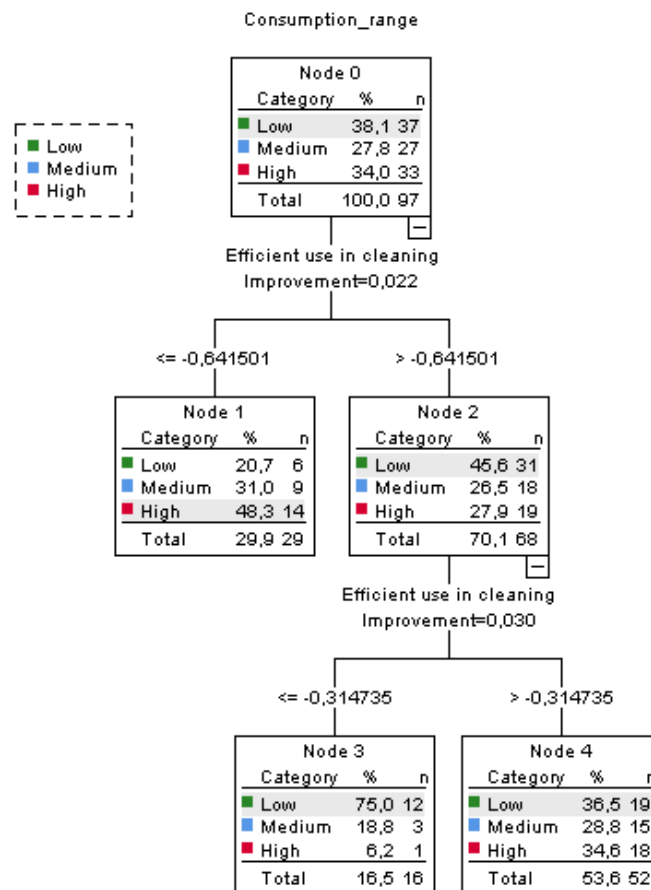 Consumption_range
Node 0
Category % n
Low 38,1 37
Medium 27,8 27
High 34,0 33
Total 100,0 97
Low
Medium
High
Efficient use in cleaning
Improvement=0,022
<= -0,641501
> -0,641501
Node 1
Category % n
Low 20,7 6
Medium 31,0 9
High 48,3 14
Total 29,9 29
Node 2
Category % n
Low 45,6 31
Medium 26,5 18
High 27,9 19
Total 70,1 68
Efficient use in cleaning
Improvement=0,030
<= -0,314735
> -0,314735
Node 3
Category % n
Low 75,0 12
Medium 18,8 3
High 6,2 1
Total 16,5 16
Node 4
Category % n
Low 36,5 19
Medium 28,8 15
High 34,6 18
Total 53,6 52